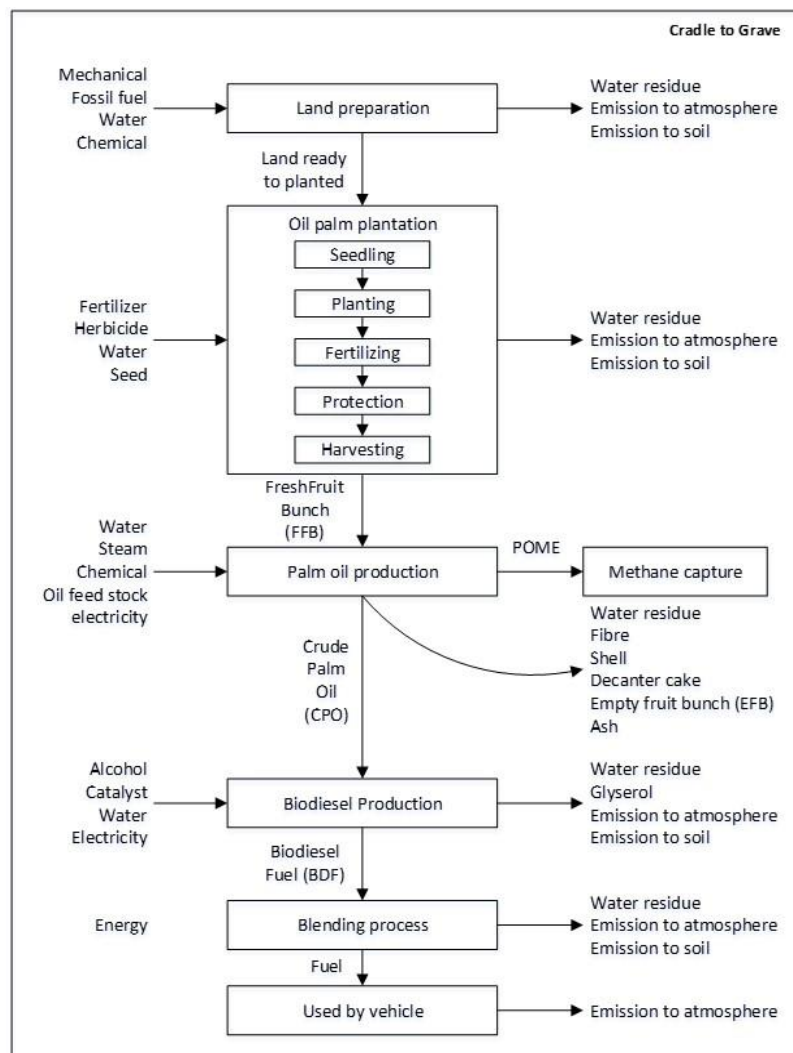 Cradle to Grave
Mechanical
Fossil fuel
Water
Chemical
Land preparation
Water residue
Emission to atmosphere
Emission to soil
Land ready
to planted
Oil palm plantation
Seedling
Planting
Fertilizing
Protection
Harvesting
Fertilizer
Herbicide
Water
Seed
Water residue
Emission to atmosphere
Emission to soil
FreshFruit
Bunch
(FFB)
Water
Steam
Chemical
Oil feed stock
electricity
Palm oil production
POME
Methane capture
Water residue
Fibre
Shell
Decanter cake
Empty fruit bunch (EFB)
Ash
Crude
Palm
Oil
(CPO)
Alcohol
Catalyst
Water
Electricity
Biodiesel Production
Water residue
Glyserol
Emission to atmosphere
Emission to soil
Biodiesel
Fuel (BDF)
Energy
Blending process
Water residue
Emission to atmosphere
Emission to soil
Fuel
Used by vehicle
Emission to atmosphere